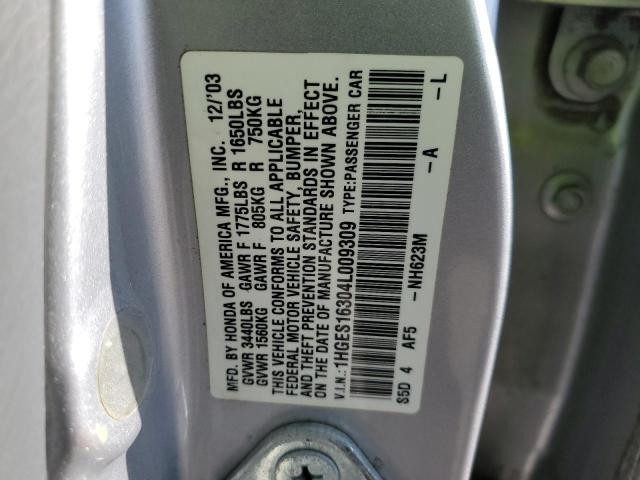 MFD. BY HONDA OF AMERICA MFG., INC. 12/'03
GVWR 3440LBS GAWR F 1775LBS R 1650LBS
GVWR 1560KG GAWR F 805KG R 750KG
THIS VEHICLE CONFORMS TO ALL APPLICABLE
FEDERAL MOTOR VEHICLE SAFETY, BUMPER,
AND THEFT PREVENTION STANDARDS IN EFFECT
ON THE DATE OF MANUFACTURE SHOWN ABOVE.
V.I.N.: 1HGES16304L009309 TYPE:PASSENGER CAR
S5D 4 AF5 -NH623M -A -L